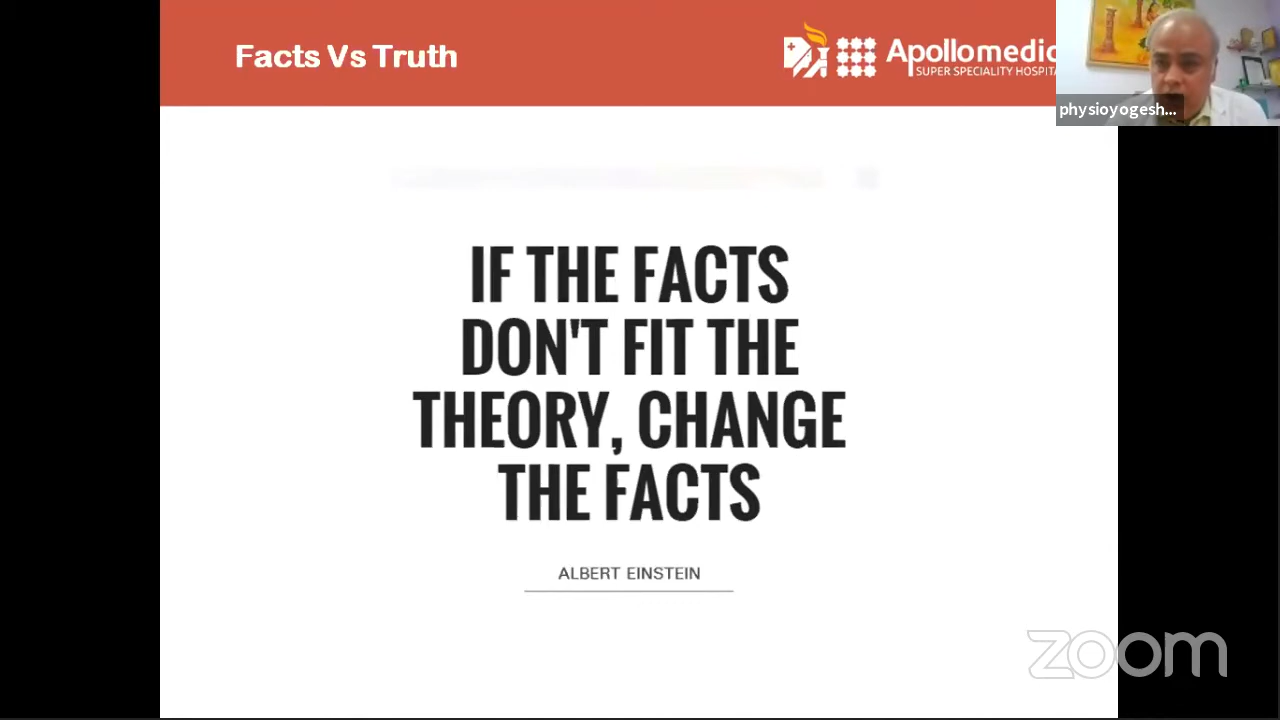 Facts Vs Truth
Apollomedic
SUPER SPECIALITY HOSPITA
physioyogesh...
IF THE FACTS
DON'T FIT THE
THEORY, CHANGE
THE FACTS
ALBERT EINSTEIN
zoom